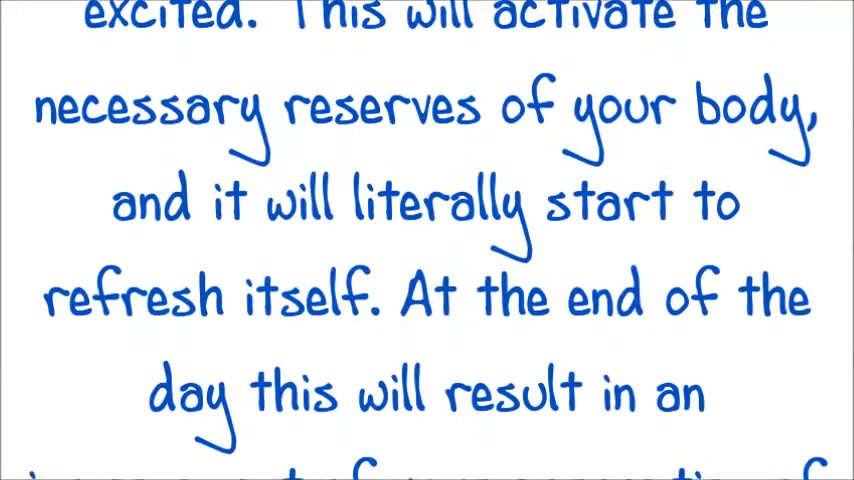 excited. This will activate the
necessary reserves of your body,
and it will literally start to
refresh itself. At the end of the
day this will result in an
of